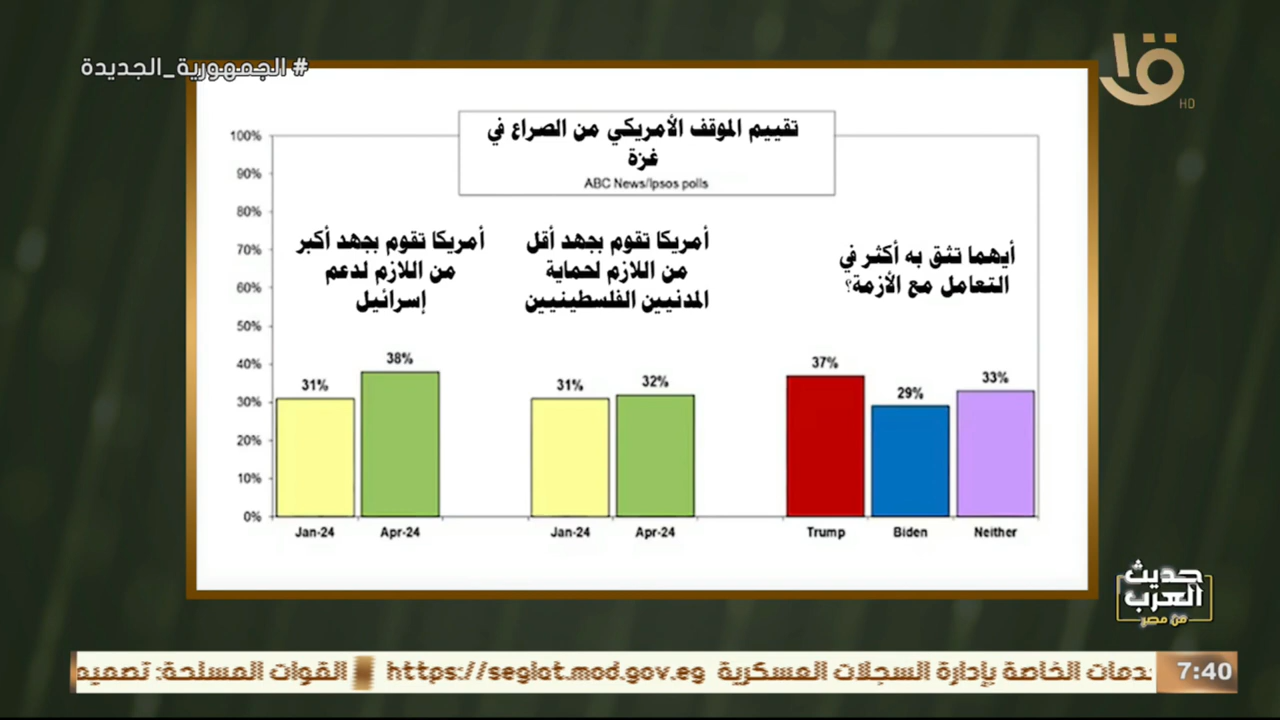 #الجمهورية_الجديدة
HD
تقييم الموقف الأمريكي من الصراع في
غزة
ABC News/Ipsos polls
100%
90%
80%
70%
60%
50%
40%
30%
20%
10%
0%
أمريكا تقوم بجهد أكبر
من اللازم لدعم
إسرائيل
أمريكا تقوم بجهد أقل
من اللازم لحماية
المدنيين الفلسطينيين
أيهما تثق به أكثر في
التعامل مع الأزمة؟
31%
38%
31%
32%
37%
29%
33%
Jan-24
Apr-24
Jan-24
Apr-24
Trump
Biden
Neither
حديث
العرب
من مصر
7:40
الخاصة بإدارة السجلات العسكرية https://seglat.mod.gov.eg القوات المسلحة: